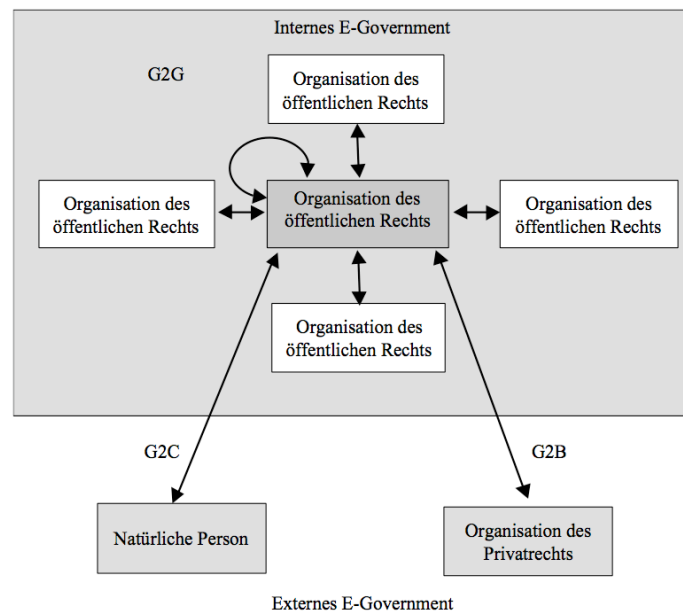 Internes E-Government
G2G
Organisation des
öffentlichen Rechts
Organisation des
öffentlichen Rechts
Organisation des
öffentlichen Rechts
Organisation des
öffentlichen Rechts
Organisation des
öffentlichen Rechts
G2C
G2B
Natürliche Person
Organisation des
Privatrechts
Externes E-Government